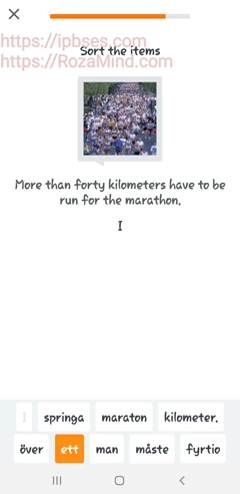 https://ipbses.com
https://RozaMind.com
Sort the items
More than forty kilometers have to be
run for the marathon.
I
I springa maraton kilometer.
över ett man måste fyrtio